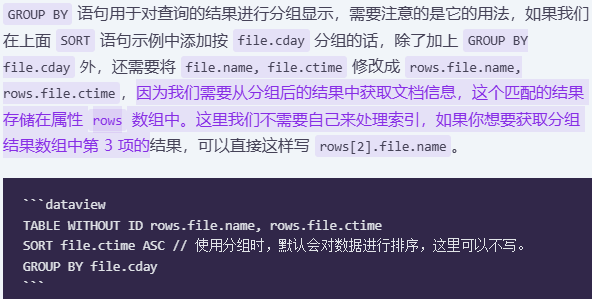 GROUP BY 语句用于对查询的结果进行分组显示，需要注意的是它的用法，如果我们
在上面 SORT 语句示例中添加按 file.cday 分组的话，除了加上 GROUP BY
file.cday 外，还需要将 file.name, file.ctime 修改成 rows.file.name,
rows.file.ctime，因为我们需要从分组后的结果中获取文档信息，这个匹配的结果
存储在属性 rows 数组中。这里我们不需要自己来处理索引，如果你想要获取分组
结果数组中第 3 项的结果，可以直接这样写 rows[2].file.name。
```dataview
TABLE WITHOUT ID rows.file.name, rows.file.ctime
SORT file.ctime ASC // 使用分组时，默认会对数据进行排序，这里可以不写。
GROUP BY file.cday
```